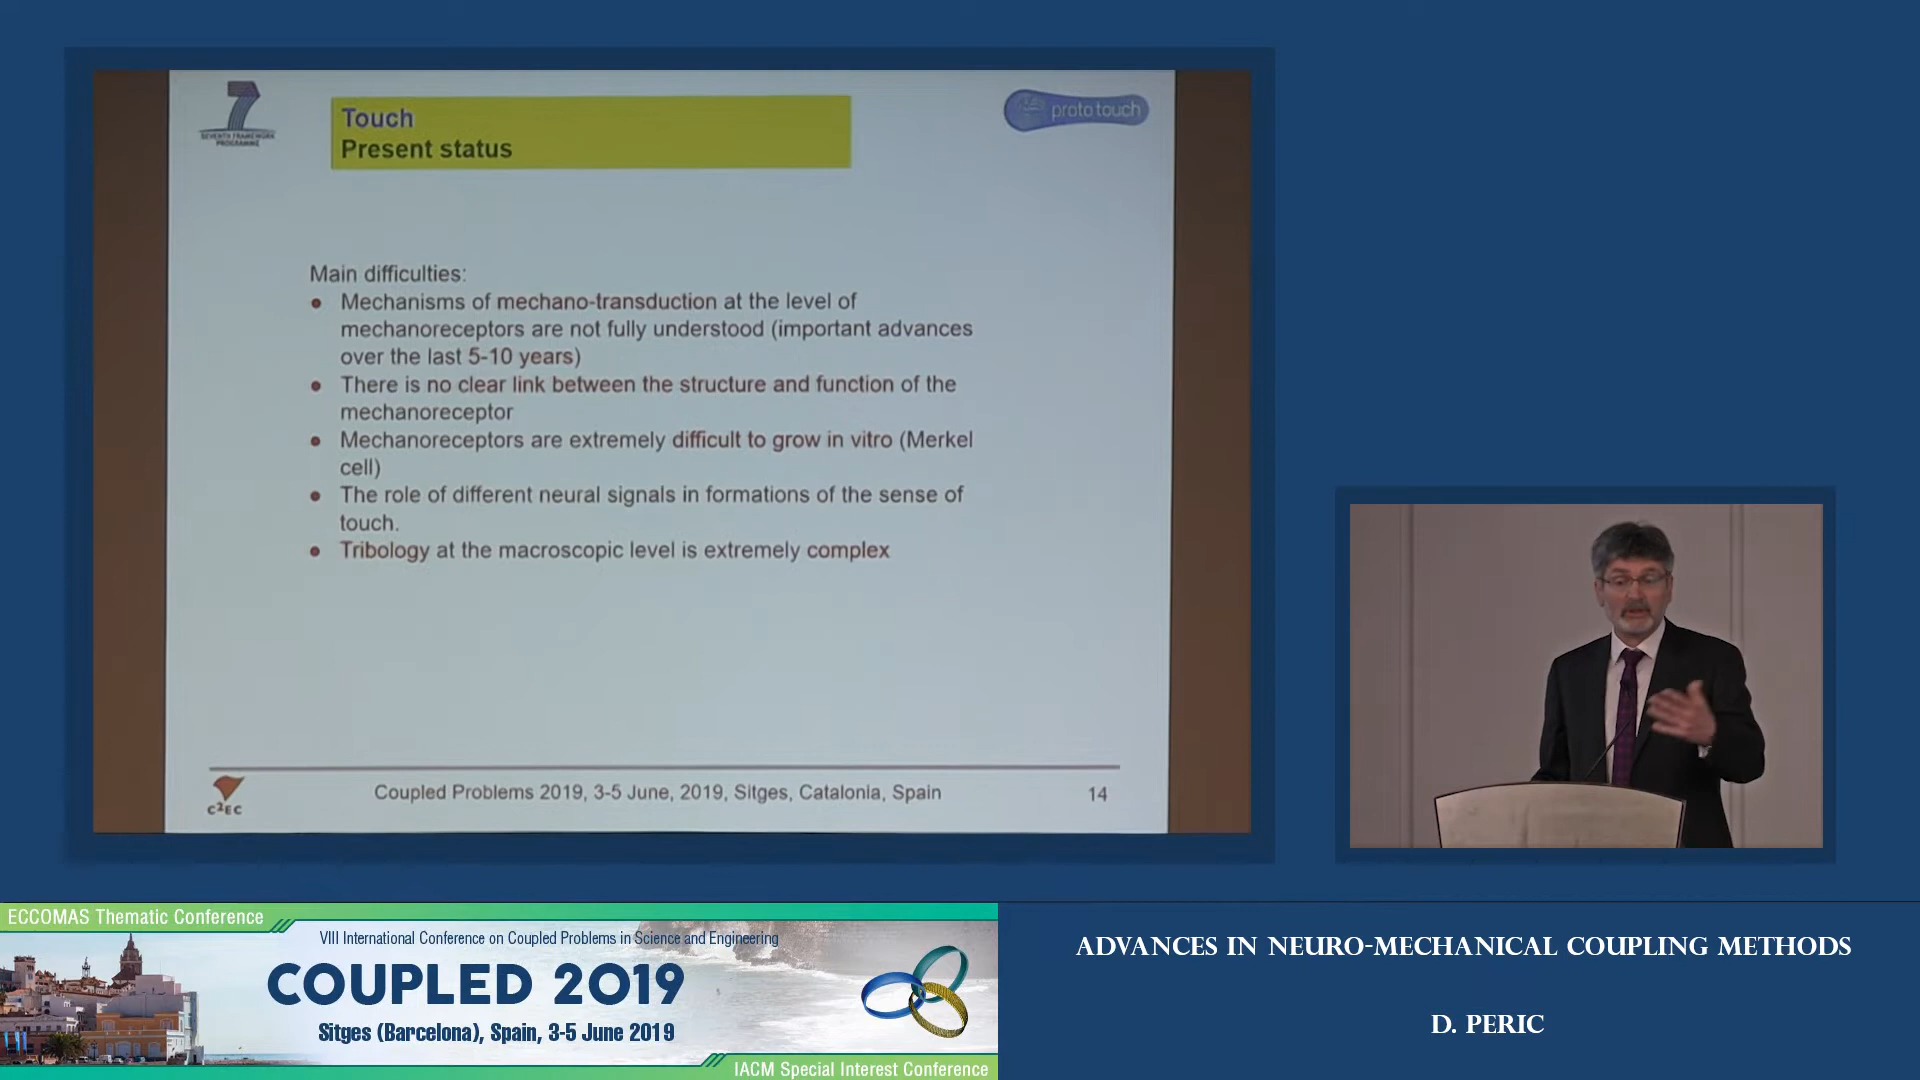 SEVENTH FRAMEWORK
PROGRAMME
Touch
Present status
proto touch
Main difficulties:
● Mechanisms of mechano-transduction at the level of
mechanoreceptors are not fully understood (important advances
over the last 5-10 years)
● There is no clear link between the structure and function of the
mechanoreceptor
● Mechanoreceptors are extremely difficult to grow in vitro (Merkel
cell)
● The role of different neural signals in formations of the sense of
touch.
● Tribology at the macroscopic level is extremely complex
C²EC
Coupled Problems 2019, 3-5 June, 2019, Sitges, Catalonia, Spain
14
ECCOMAS Thematic Conference
VIII International Conference on Coupled Problems in Science and Engineering
COUPLED 2019
Sitges (Barcelona), Spain, 3-5 June 2019
IACM Special Interest Conference
ADVANCES IN NEURO-MECHANICAL COUPLING METHODS
D. PERIC